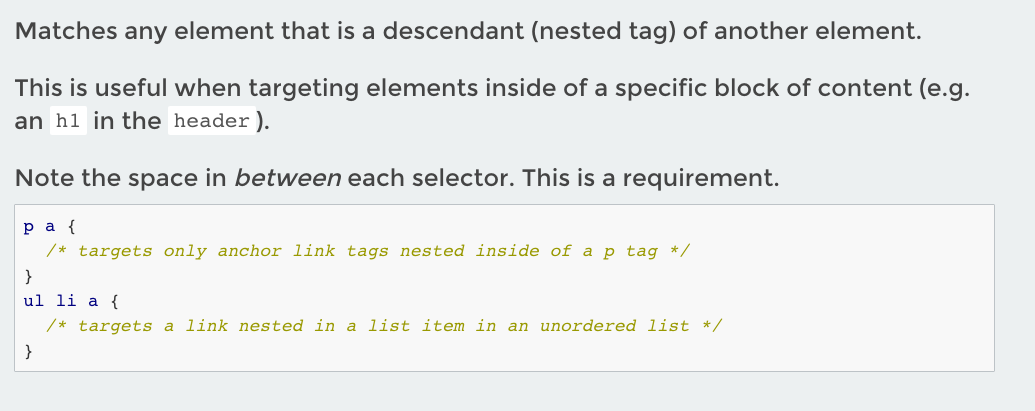 Matches any element that is a descendant (nested tag) of another element.
This is useful when targeting elements inside of a specific block of content (e.g.
an h1 in the header ).
Note the space in between each selector. This is a requirement.
p a {
  /* targets only anchor link tags nested inside of a p tag */
}
ul li a {
  /* targets a link nested in a list item in an unordered list */
}